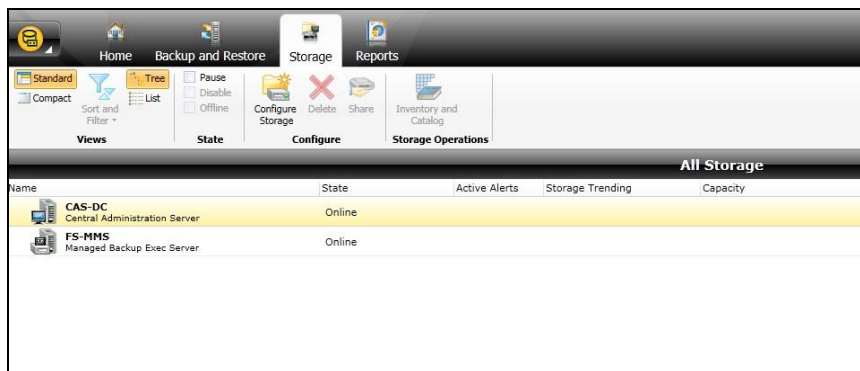 Home Backup and Restore Storage Reports
Standard Tree Pause
Compact List Disable
Sort and Filter Offline
Configure Storage Delete Share Inventory and Catalog
Views State Configure Storage Operations
All Storage
Name State Active Alerts Storage Trending Capacity
CAS-DC
Central Administration Server Online
FS-MMS
Managed Backup Exec Server Online